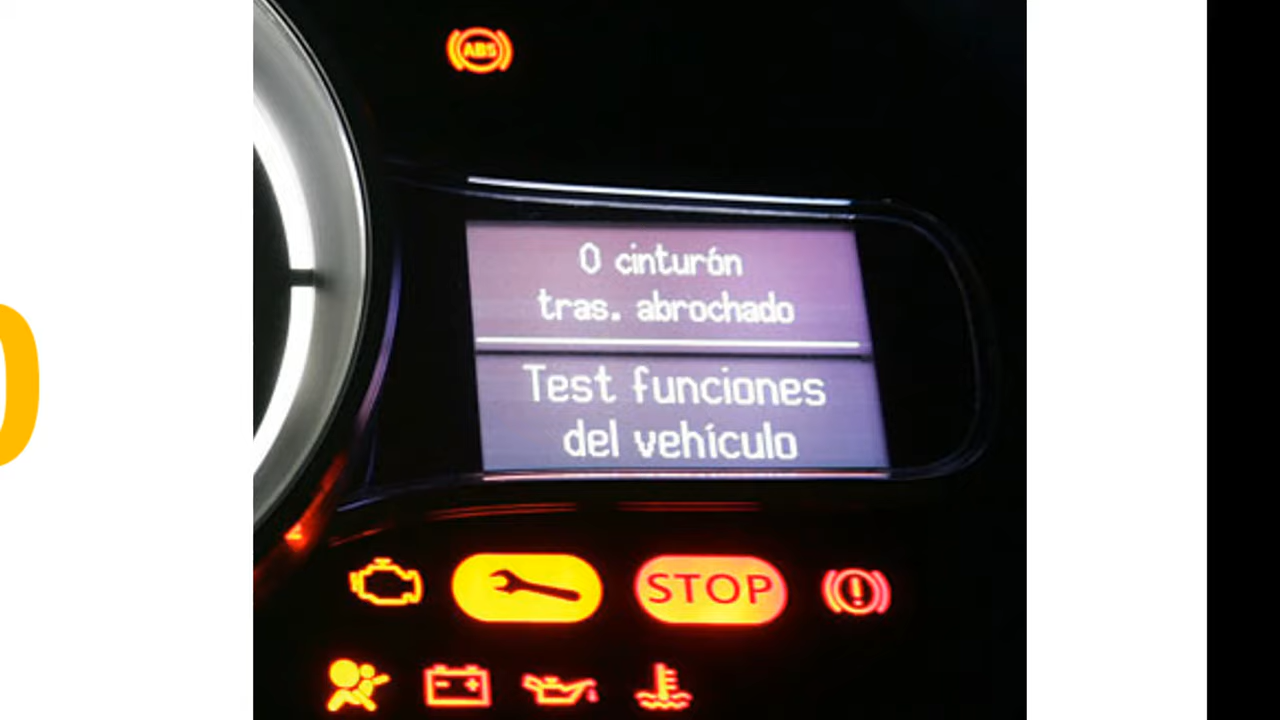 ABS
0 cinturón
tras. abrochado
Test funciones
del vehículo
STOP